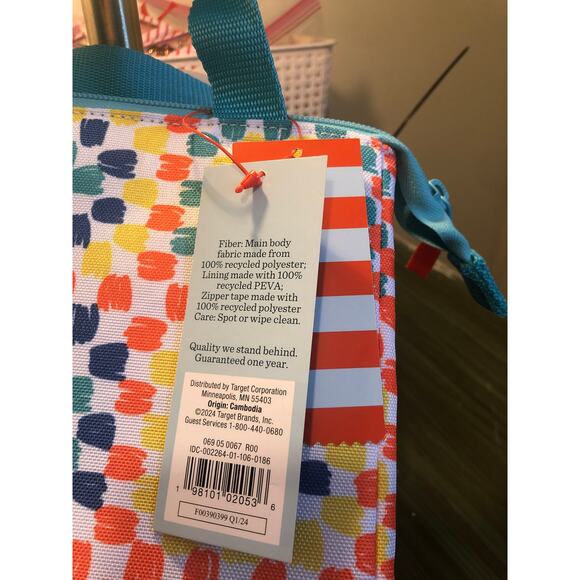 Fiber: Main body
fabric made from
100% recycled polyester;
Lining made with 100%
recycled PEVA;
Zipper tape made with
100% recycled polyester
Care: Spot or wipe clean.
Quality we stand behind.
Guaranteed one year.
Distributed by Target Corporation
Minneapolis, MN 55403
Origin: Cambodia
©2024 Target Brands, Inc.
Guest Services 1-800-440-0680
069 05 0067 R00
IDC-002264-01-106-0186
1 98101 02053 6
F00390399 Q1/24